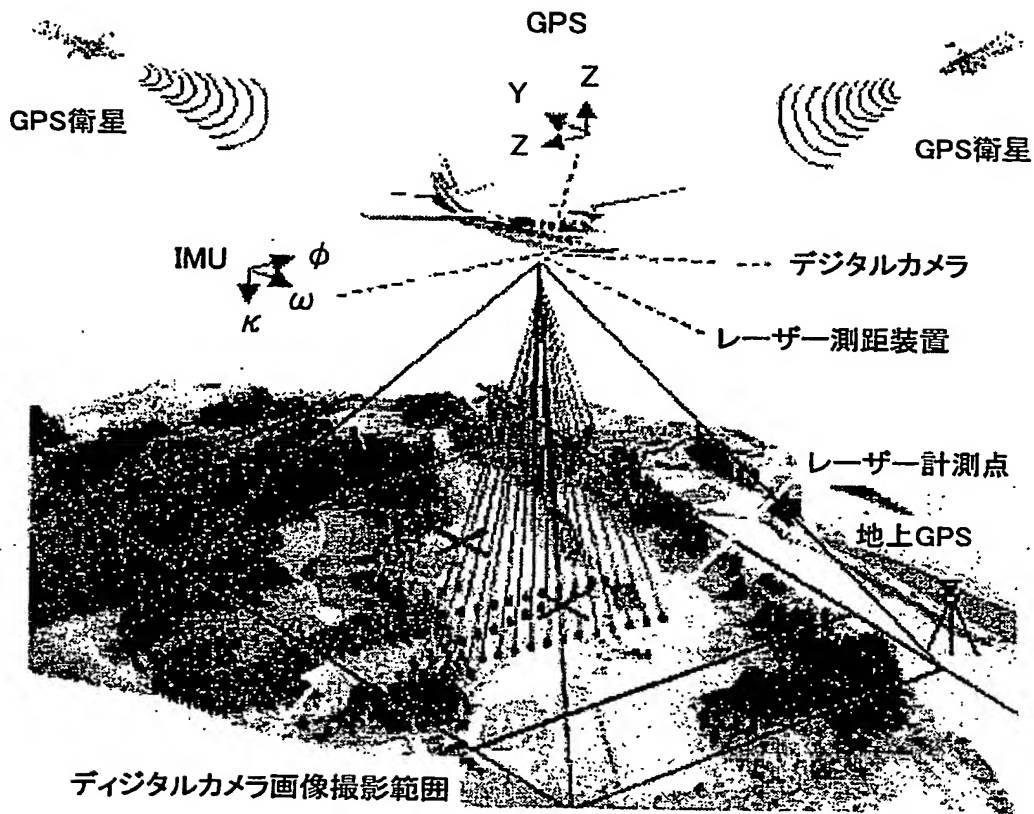 GPS
GPS衛星
Y
Z
Z
GPS衛星
IMU
φ
ω
κ
デジタルカメラ
レーザー測距装置
レーザー計測点
地上GPS
ディジタルカメラ画像撮影範囲